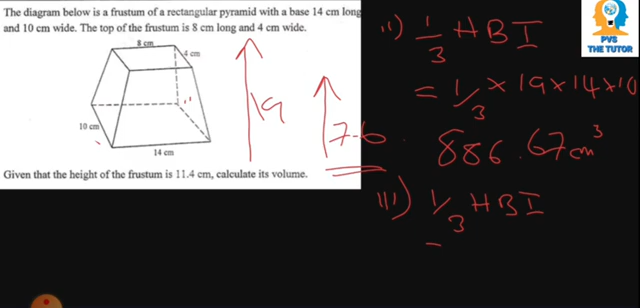 The diagram below is a frustum of a rectangular pyramid with a base 14 cm long
and 10 cm wide. The top of the frustum is 8 cm long and 4 cm wide.
8 cm
4 cm
10 cm
14 cm
19
7.6
Given that the height of the frustum is 11.4 cm, calculate its volume.
11) 1/3 HBI
= 1/3 × 19 × 14 × 10
886.67cm³
111) 1/3 HBI
=
PVS
THE TUTOR